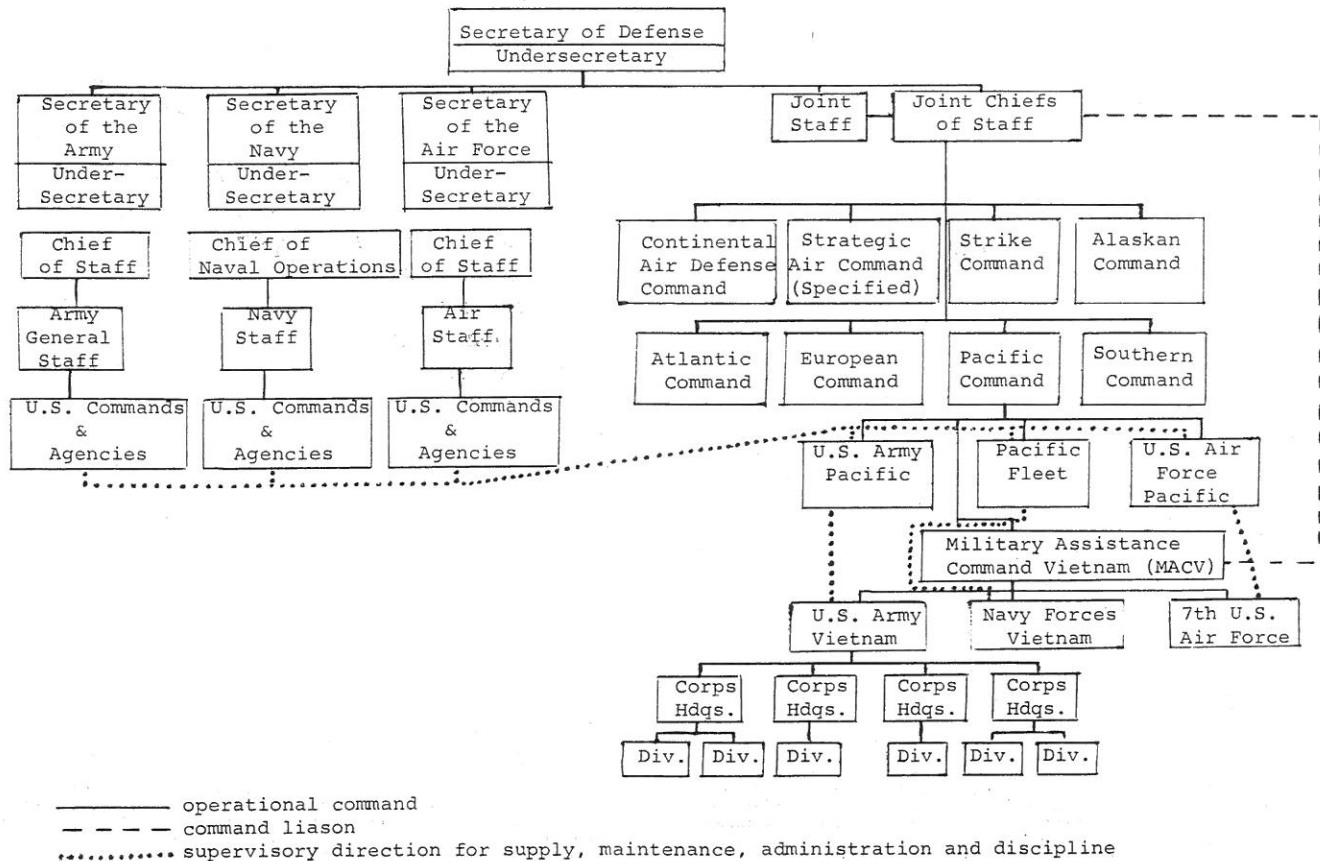 Secretary of Defense
Undersecretary
Secretary
of the
Army
Under-
Secretary
Secretary
of the
Navy
Under-
Secretary
Secretary
of the
Air Force
Under-
Secretary
Joint
Staff
Joint Chiefs
of Staff
Chief
of Staff
Chief of
Naval Operations
Chief
of Staff
Continental
Air Defense
Command
Strategic
Air Command
(Specified)
Strike
Command
Alaskan
Command
Army
General
Staff
Navy
Staff
Air
Staff
Atlantic
Command
European
Command
Pacific
Command
Southern
Command
U.S. Commands
&
Agencies
U.S. Commands
&
Agencies
U.S. Commands
&
Agencies
U.S. Army
Pacific
Pacific
Fleet
U.S. Air
Force
Pacific
Military Assistance
Command Vietnam (MACV)
U.S. Army
Vietnam
Navy Forces
Vietnam
7th U.S.
Air Force
Corps
Hdqs.
Corps
Hdqs.
Corps
Hdqs.
Corps
Hdqs.
Div.
Div.
Div.
Div.
Div.
Div.
operational command
command liason
supervisory direction for supply, maintenance, administration and discipline